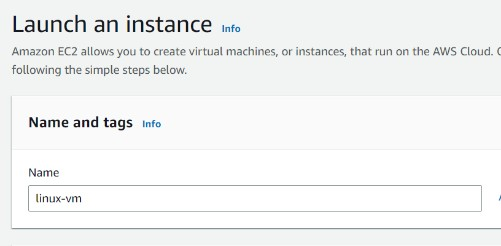 Launch an instance Info
Amazon EC2 allows you to create virtual machines, or instances, that run on the AWS Cloud.
following the simple steps below.
Name and tags Info
Name
linux-vm